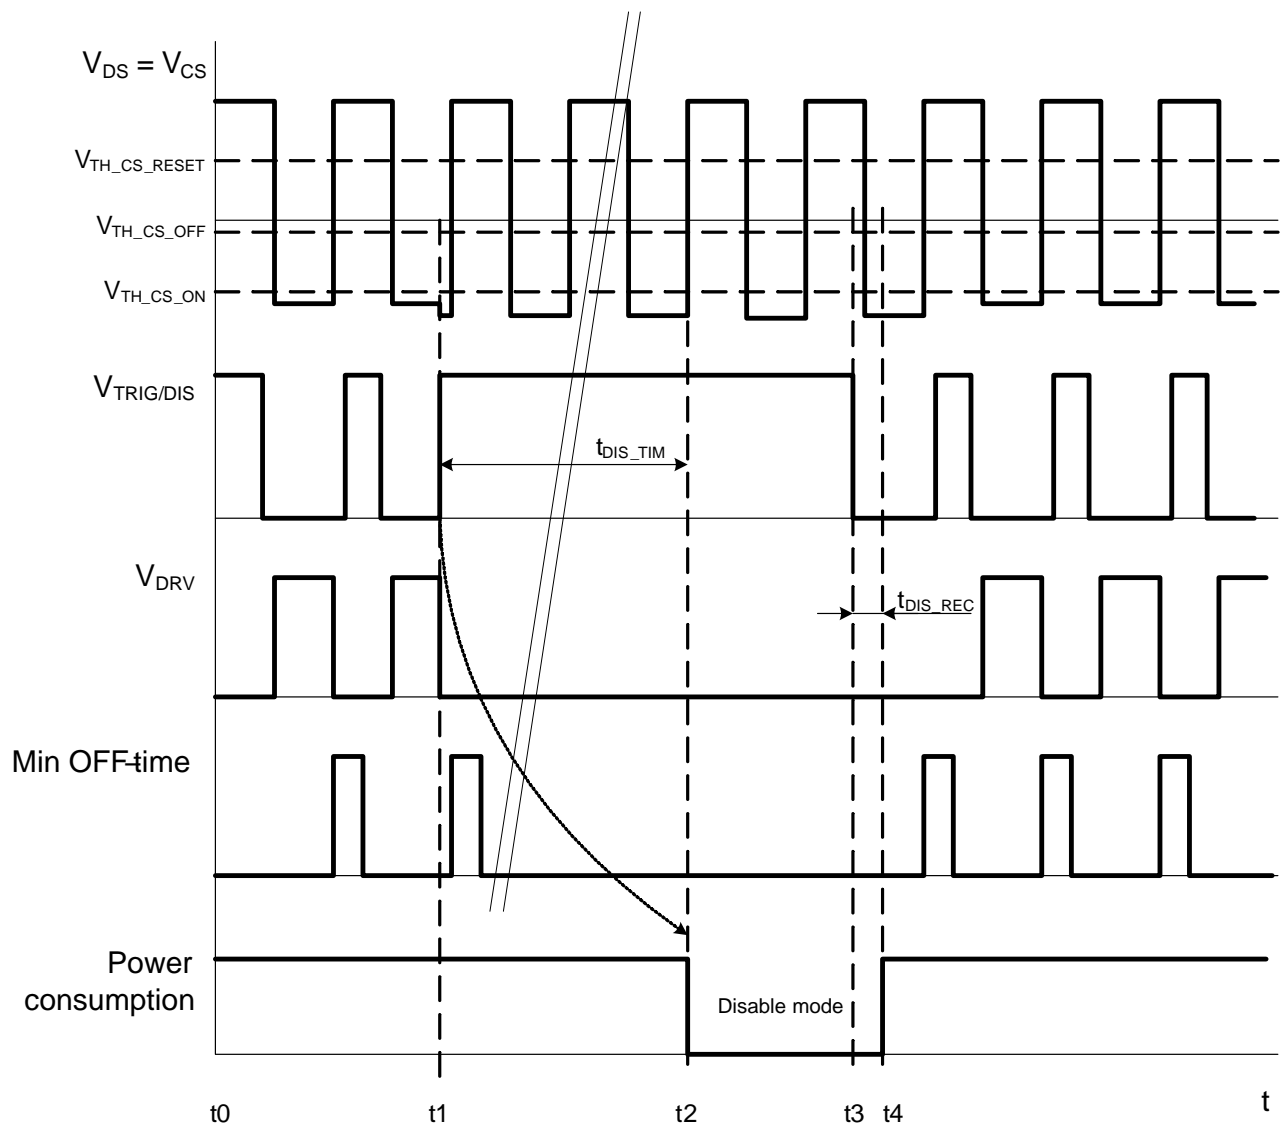 VDS = VCS
VTH_CS_RESET
VTH_CS_OFF
VTH_CS_ON
VTRIG/DIS
tDIS_TIM
VDRV
tDIS_REC
Min OFF-time
Power
consumption
Disable mode
t0 t1 t2 t3 t4 t